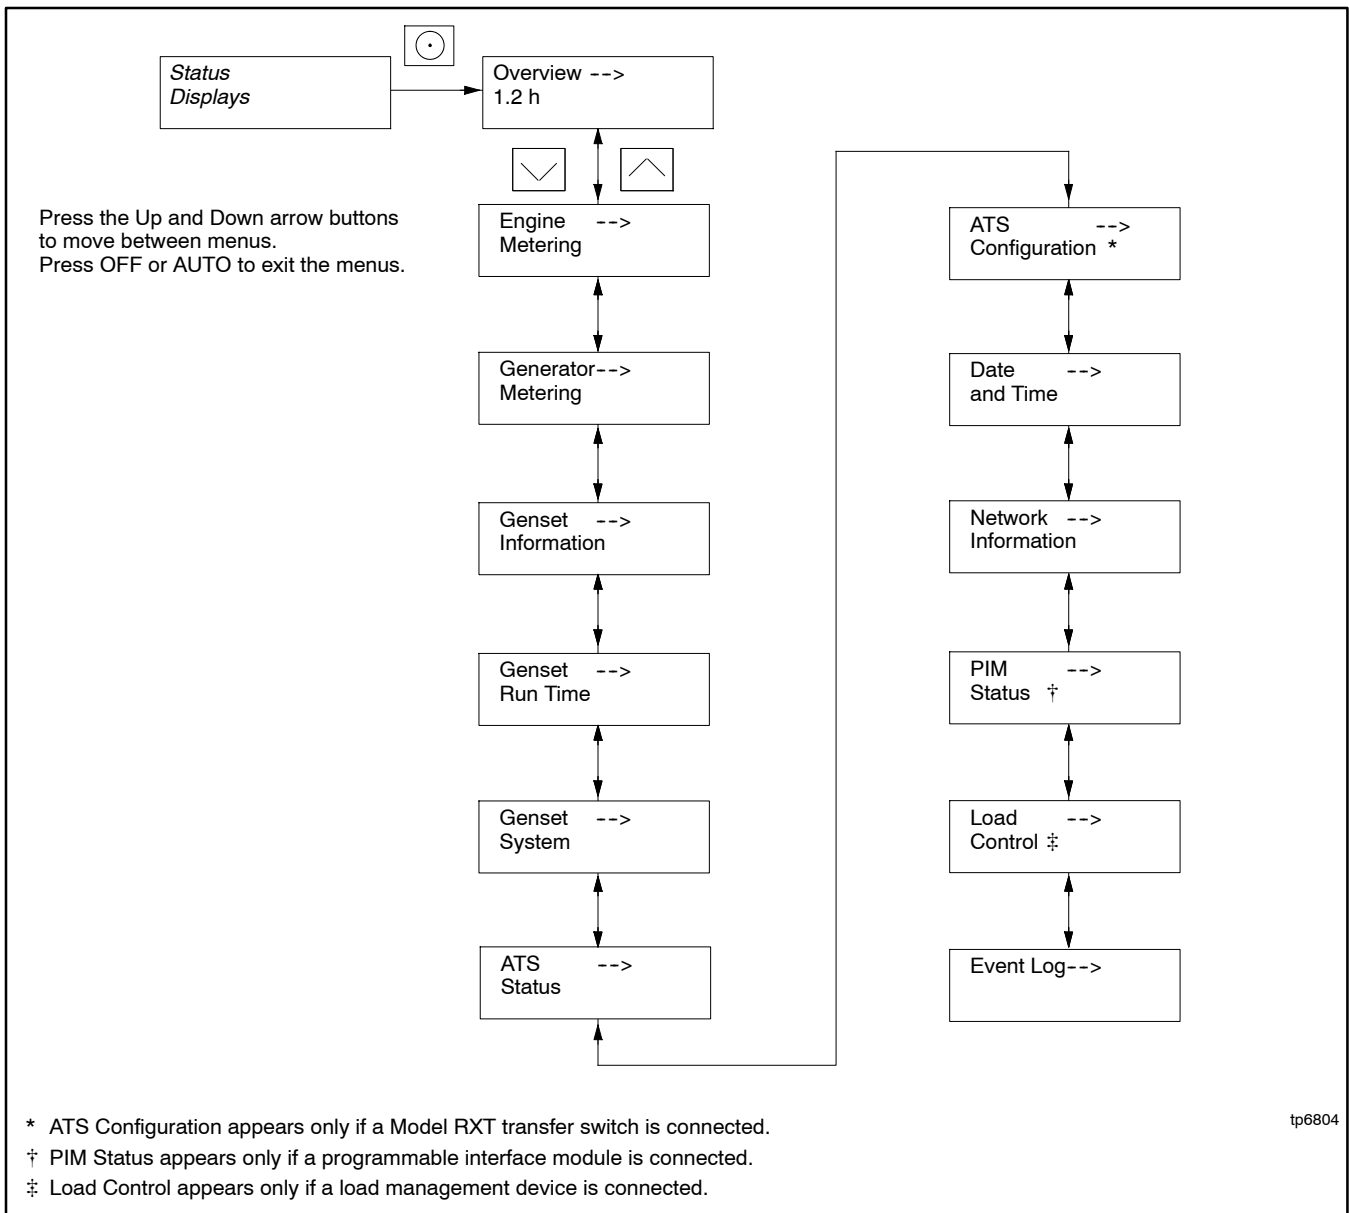 Status
Displays
Overview -->
1.2 h
Press the Up and Down arrow buttons
to move between menus.
Press OFF or AUTO to exit the menus.
Engine -->
Metering
Generator-->
Metering
Genset -->
Information
Genset -->
Run Time
Genset -->
System
ATS -->
Status
ATS -->
Configuration *
Date -->
and Time
Network -->
Information
PIM -->
Status †
Load -->
Control ‡
Event Log-->
* ATS Configuration appears only if a Model RXT transfer switch is connected.
† PIM Status appears only if a programmable interface module is connected.
‡ Load Control appears only if a load management device is connected.
tp6804